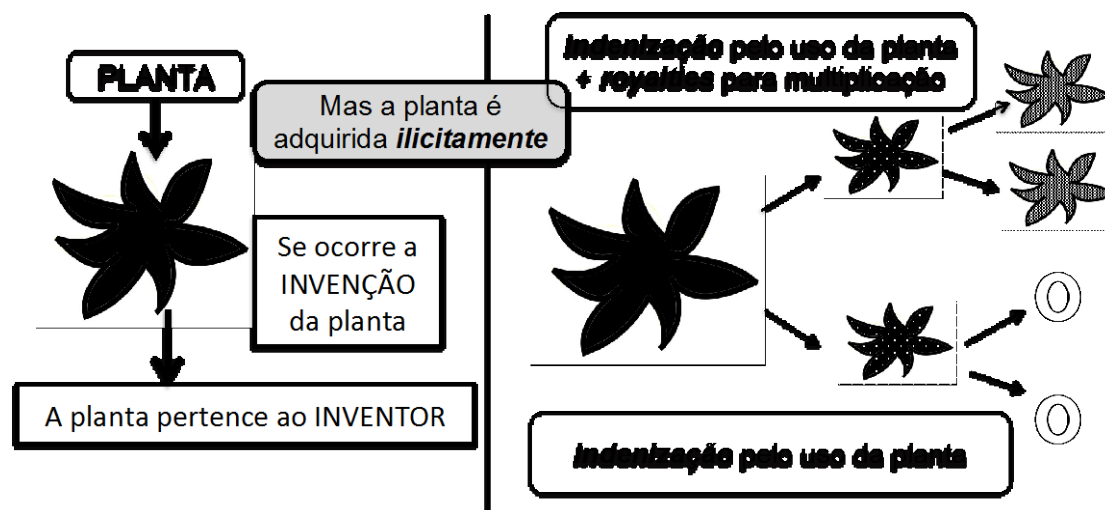 PLANTA
Mas a planta é
adquirida ilicitamente
Se ocorre a
INVENÇÃO
da planta
A planta pertence ao INVENTOR
Indenização pelo uso da planta
+ royalties para multiplicação
Indenização pelo uso da planta